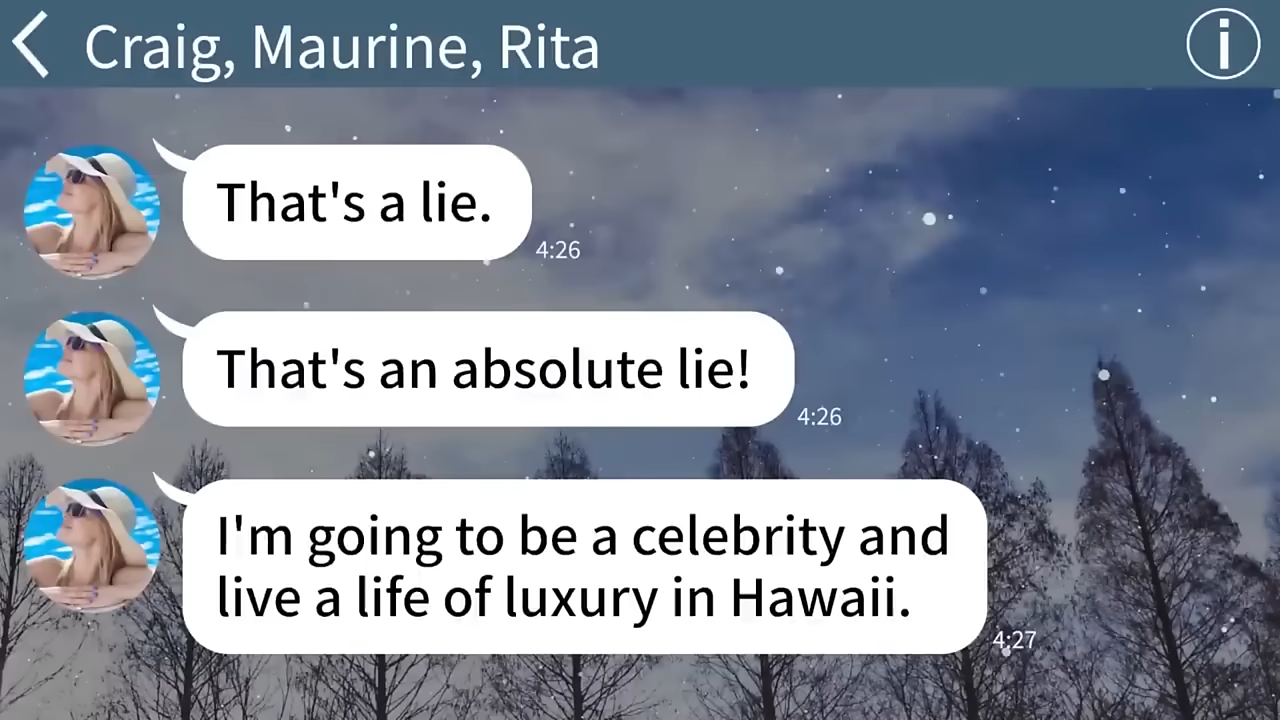 Craig, Maurine, Rita
i
That's a lie.
4:26
That's an absolute lie!
4:26
I'm going to be a celebrity and
live a life of luxury in Hawaii.
4:27